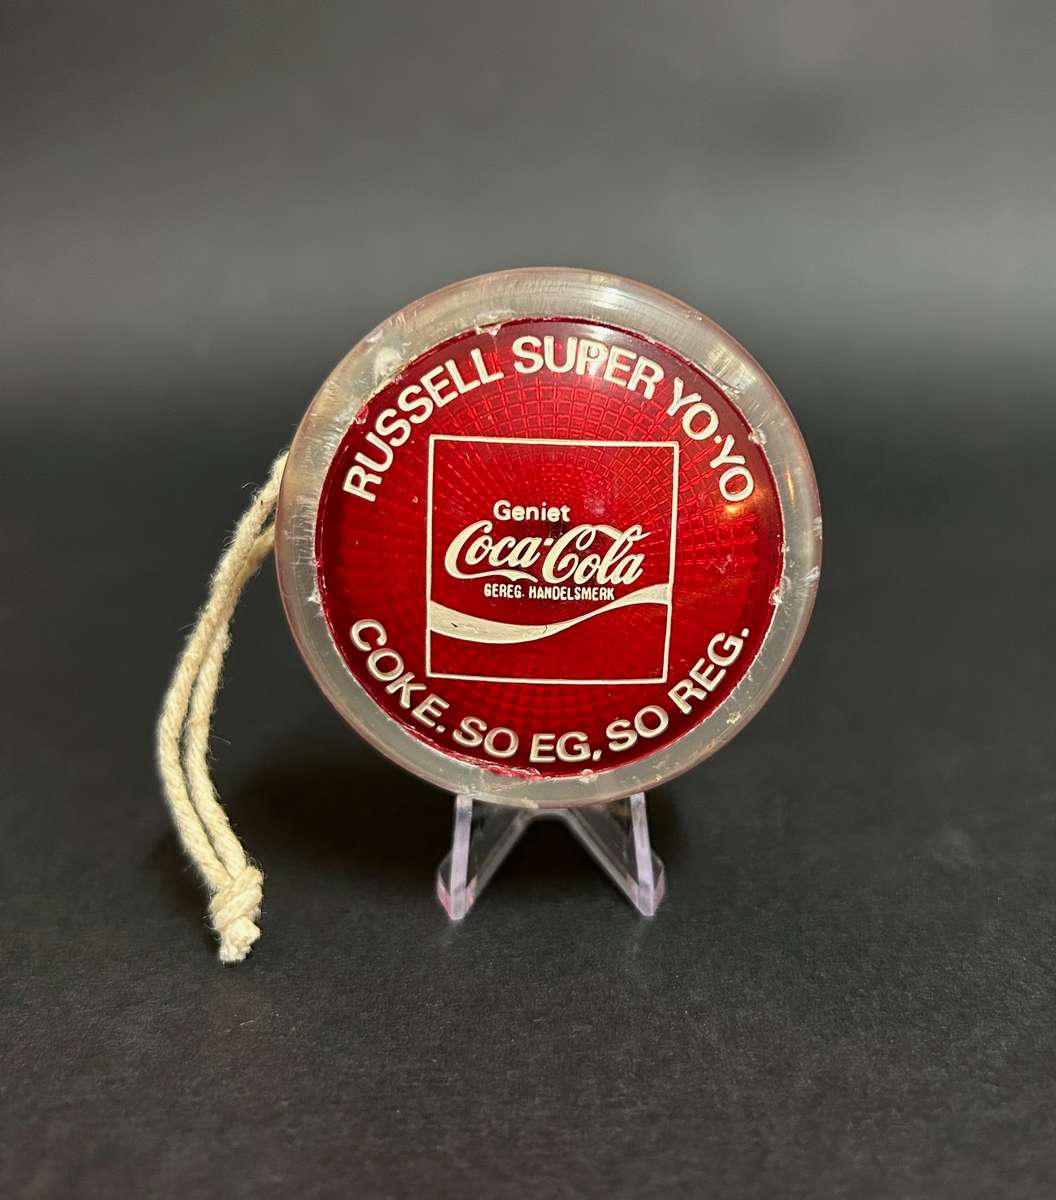 RUSSELL SUPER YO-YO
Geniet
Coca-Cola
GEREG. HANDELSMERK
COKE. SO EG, SO REG.